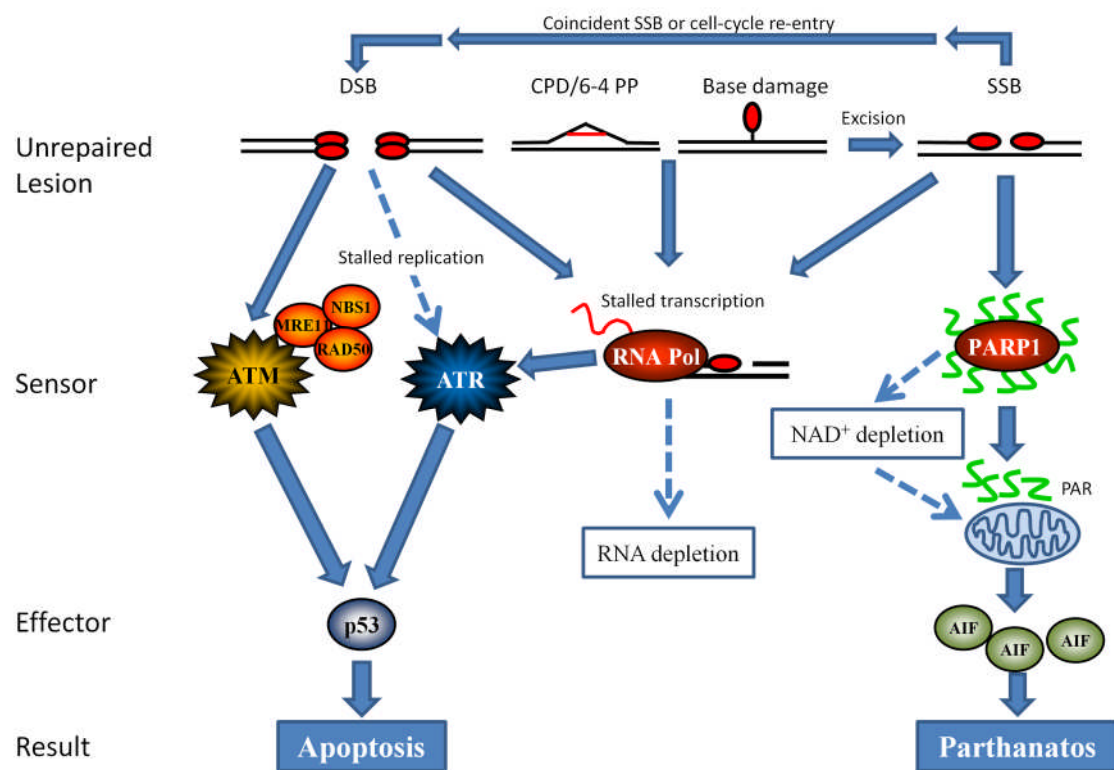 Coincident SSB or cell-cycle re-entry
DSB
CPD/6-4 PP
Base damage
SSB
Excision
Unrepaired
Lesion
Stalled replication
Stalled transcription
NBS1
MRE11
RAD50
RNA Pol
PARP1
Sensor
ATM
ATR
NAD+ depletion
PAR
RNA depletion
Effector
p53
AIF
AIF
AIF
Result
Apoptosis
Parthanatos